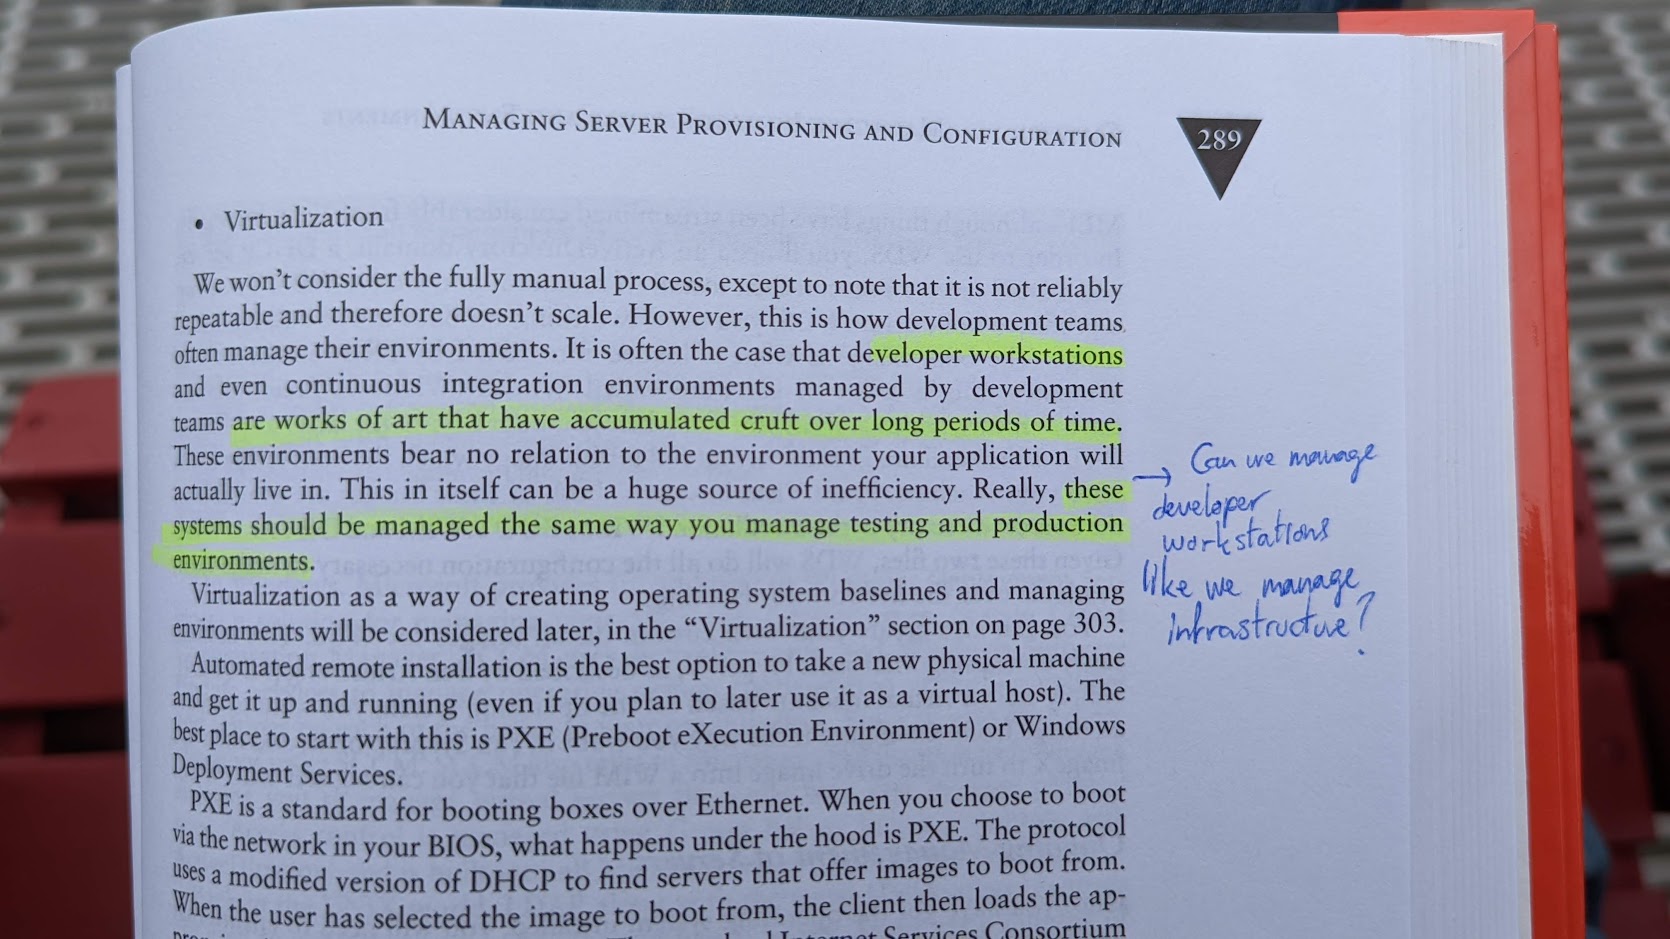 MANAGING SERVER PROVISIONING AND CONFIGURATION
289
• Virtualization
We won't consider the fully manual process, except to note that it is not reliably
repeatable and therefore doesn't scale. However, this is how development teams
often manage their environments. It is often the case that developer workstations
and even continuous integration environments managed by development
teams are works of art that have accumulated cruft over long periods of time.
These environments bear no relation to the environment your application will
actually live in. This in itself can be a huge source of inefficiency. Really, these
systems should be managed the same way you manage testing and production
environments.
→ Can we manage
developer
workstations
like we manage
infrastructure?
Virtualization as a way of creating operating system baselines and managing
environments will be considered later, in the “Virtualization” section on page 303.
Automated remote installation is the best option to take a new physical machine
and get it up and running (even if you plan to later use it as a virtual host). The
best place to start with this is PXE (Preboot eXecution Environment) or Windows
Deployment Services.
PXE is a standard for booting boxes over Ethernet. When you choose to boot
via the network in your BIOS, what happens under the hood is PXE. The protocol
uses a modified version of DHCP to find servers that offer images to boot from.
When the user has selected the image to boot from, the client then loads the ap-
Internet Services Consortium